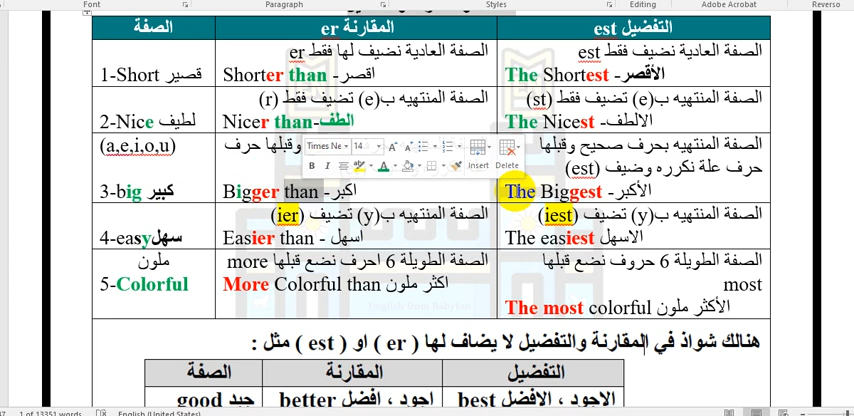 Font Paragraph Styles Editing Adobe Acrobat Reverso
الصفة المقارنة er التفضيل est
1-Short قصير
الصفة العادية نضيف لها فقط er
Shorter than -اقصر
الصفة العادية نضيف فقط est
The Shortest -الأقصر
2-Nice لطيف
الصفة المنتهيه ب(e) تضيف فقط (r)
Nicer than-الطف
الصفة المنتهيه ب(e) تضيف فقط (st)
The Nicest -الالطف
(a,e,i,o,u)
3-big كبير
وقبلها حرف
Bigger than -اكبر
الصفة المنتهيه بحرف صحيح وقبلها
حرف علة نكرره وضيف (est)
The Biggest -الأكبر
Times Ne 14
B I Insert Delete
4-easy سهل
الصفة المنتهيه ب(y) تضيف (ier)
Easier than - اسهل
الصفة المنتهيه ب(y) تضيف (iest)
The easiest الاسهل
ملون
5-Colorful
الصفة الطويلة 6 احرف نضع قبلها more
More Colorful than اكثر ملون
الصفة الطويلة 6 حروف نضع قبلها
most
The most colorful الأكثر ملون
هنالك شواذ في المقارنة والتفضيل لا يضاف لها ( er ) او ( est ) مثل :
الصفة المقارنة التفضيل
جيد good اجود ، افضل better الاجود ، الافضل best
1 of 13351 words English (United States)